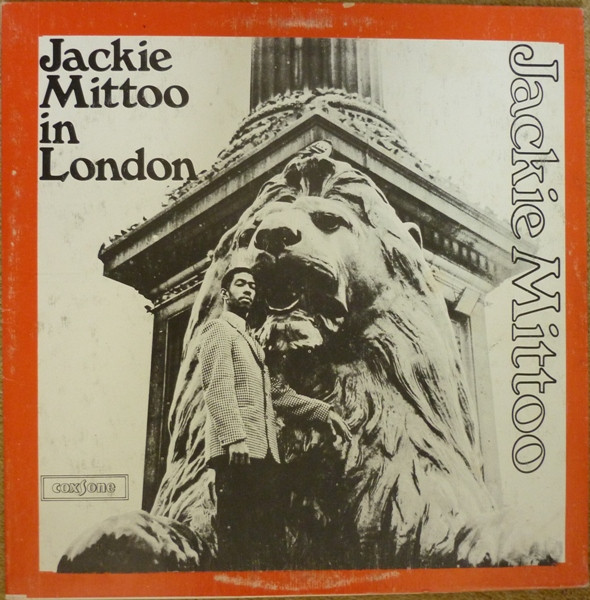 Jackie
Mittoo
in
London
Jackie Mittoo
coxsone